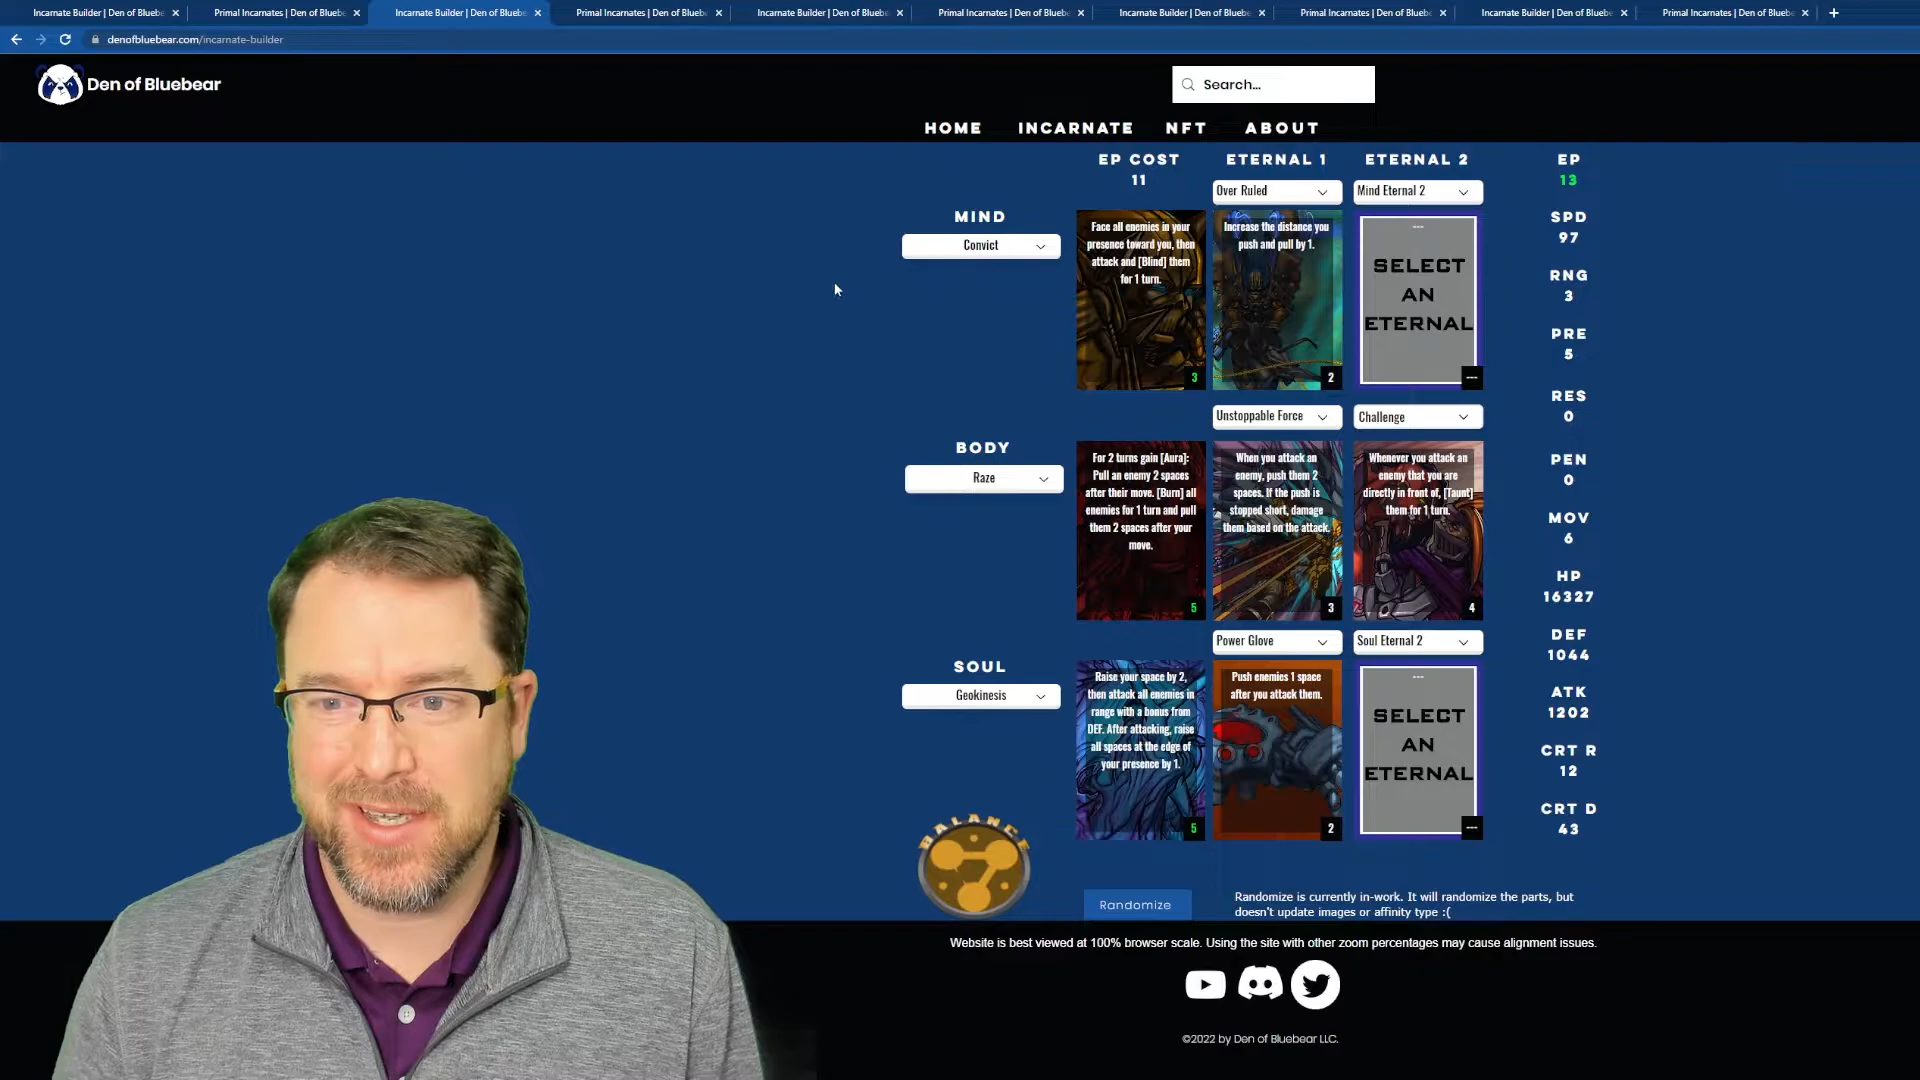 Incarnate Builder | Den of Bluebe
Primal Incarnates | Den of Bluebe
Incarnate Builder | Den of Bluebe
Primal Incarnates | Den of Bluebe
Incarnate Builder | Den of Bluebe
Primal Incarnates | Den of Bluebe
Incarnate Builder | Den of Bluebe
Primal Incarnates | Den of Bluebe
Incarnate Builder | Den of Bluebe
Primal Incarnates | Den of Bluebe
denofbluebear.com/incarnate-builder
Den of Bluebear
Search...
HOME INCARNATE NFT ABOUT
EP COST
11
ETERNAL 1
Over Ruled
ETERNAL 2
Mind Eternal 2
EP
13
MIND
Convict
Face all enemies in your
presence toward you, then
attack and [Blind] them
for 1 turn.
3
Increase the distance you
push and pull by 1.
2
---
SELECT
AN
ETERNAL
---
SPD
97
RNG
3
PRE
5
Unstoppable Force
Challenge
RES
0
BODY
Raze
For 2 turns gain [Aura]:
Pull an enemy 2 spaces
after their move. [Burn] all
enemies for 1 turn and pull
them 2 spaces after your
move.
5
When you attack an
enemy, push them 2
spaces. If the push is
stopped short, damage
them based on the attack.
3
Whenever you attack an
enemy that you are
directly in front of, [Taunt]
them for 1 turn.
4
PEN
0
MOV
6
HP
16327
Power Glove
Soul Eternal 2
DEF
1044
SOUL
Geokinesis
Raise your space by 2,
then attack all enemies in
range with a bonus from
DEF. After attacking, raise
all spaces at the edge of
your presence by 1.
5
Push enemies 1 space
after you attack them.
2
---
SELECT
AN
ETERNAL
---
ATK
1202
CRT R
12
CRT D
43
BALANCE
Randomize
Randomize is currently in-work. It will randomize the parts, but
doesn't update images or affinity type :(
Website is best viewed at 100% browser scale. Using the site with other zoom percentages may cause alignment issues.
©2022 by Den of Bluebear LLC.